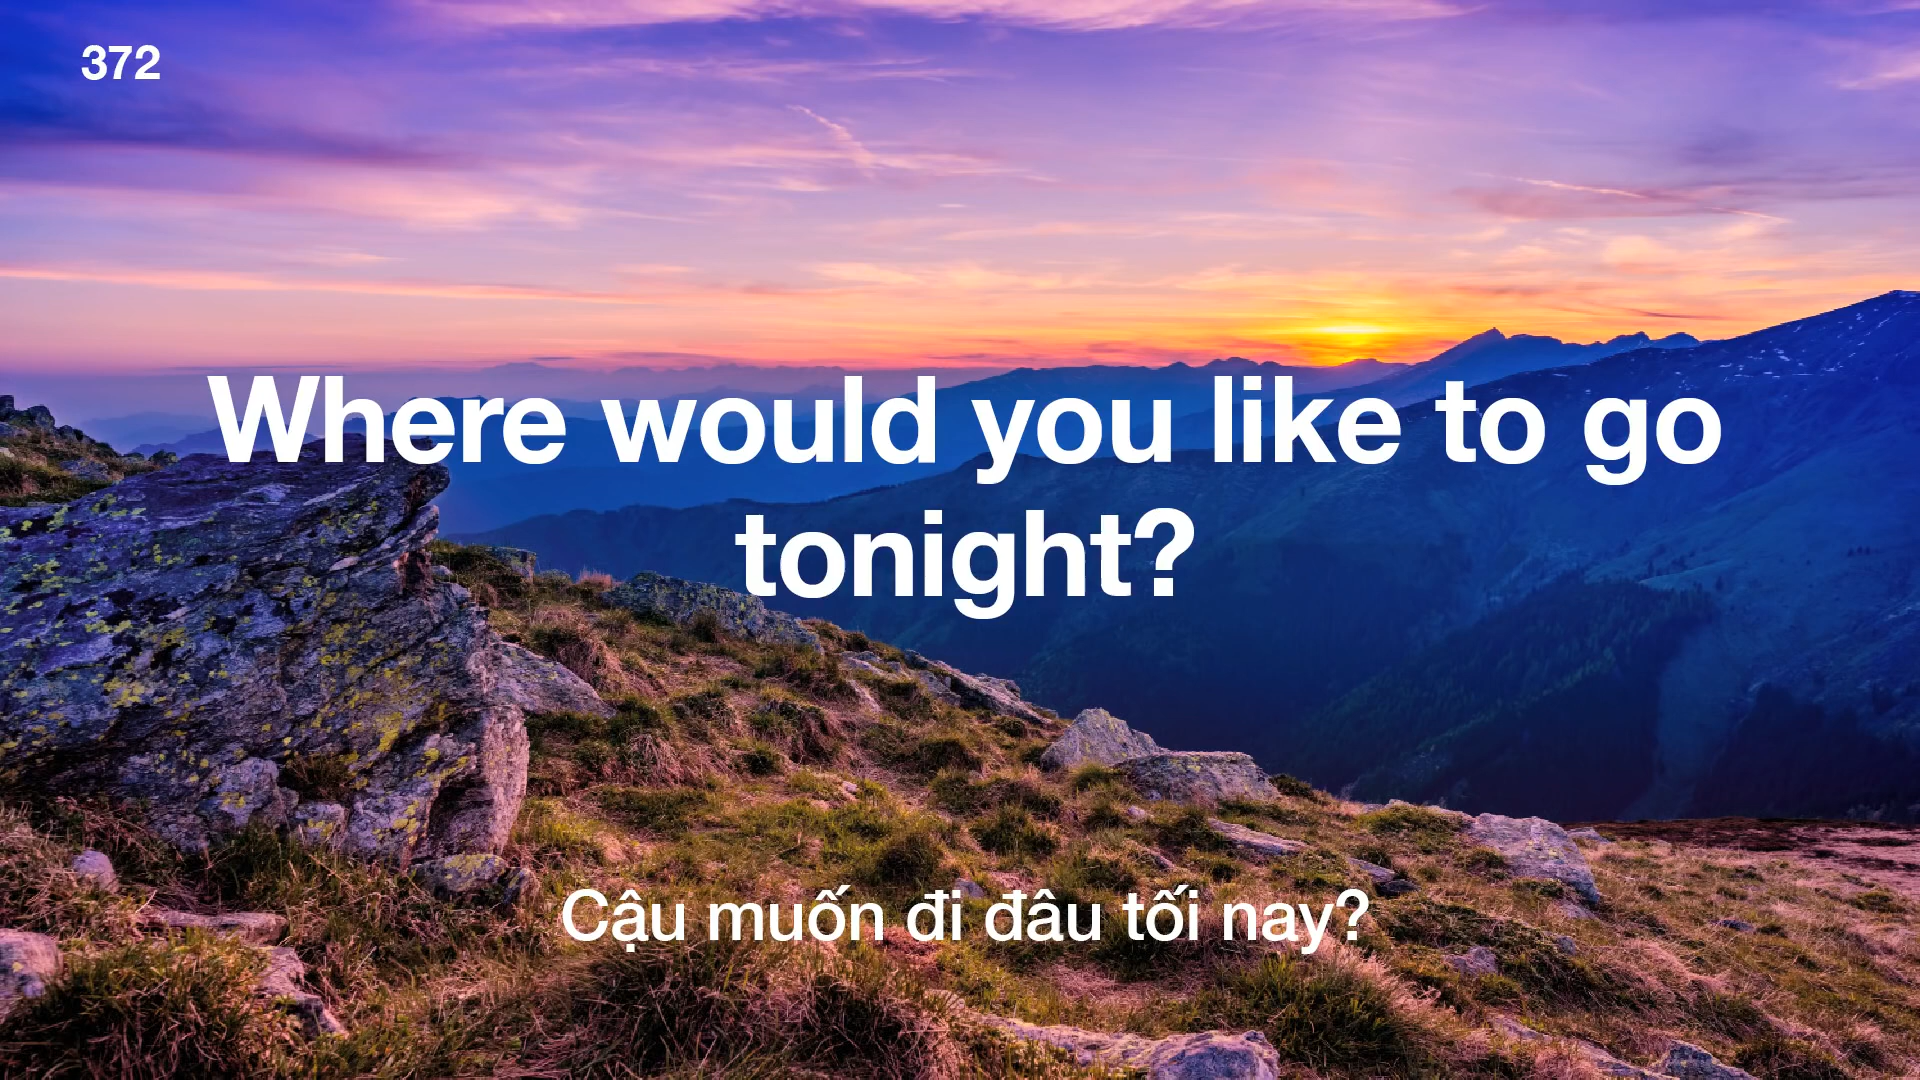 372
Where would you like to go
tonight?
Cậu muốn đi đâu tối nay?